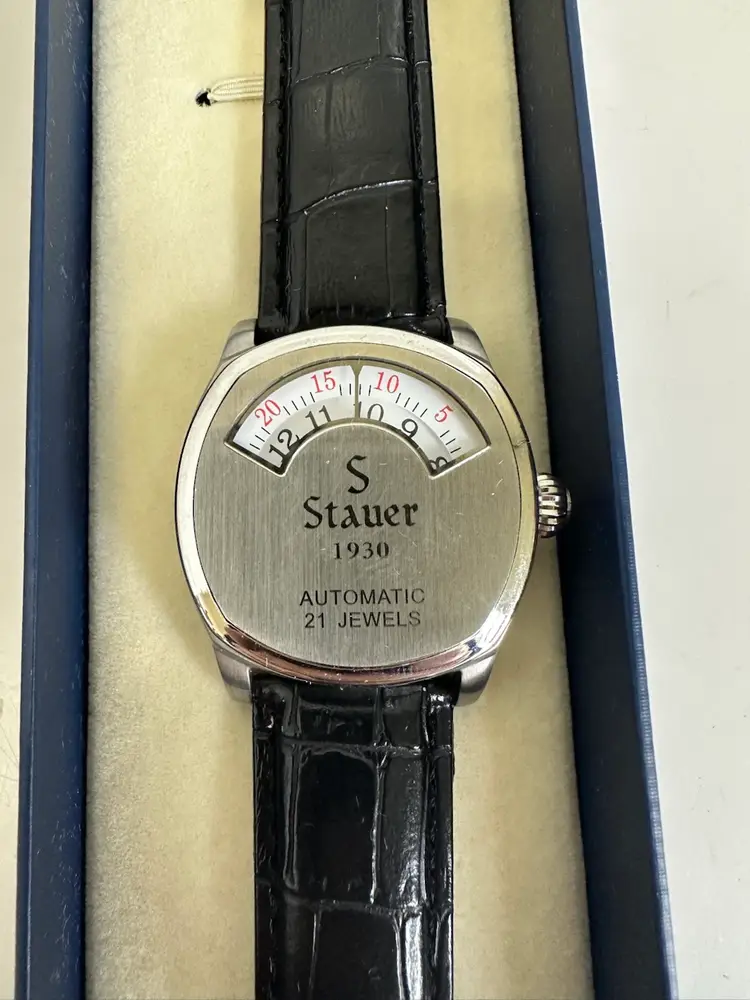 20 15 10 5
12 11 10 9 8
S
Stauer
1930
AUTOMATIC
21 JEWELS